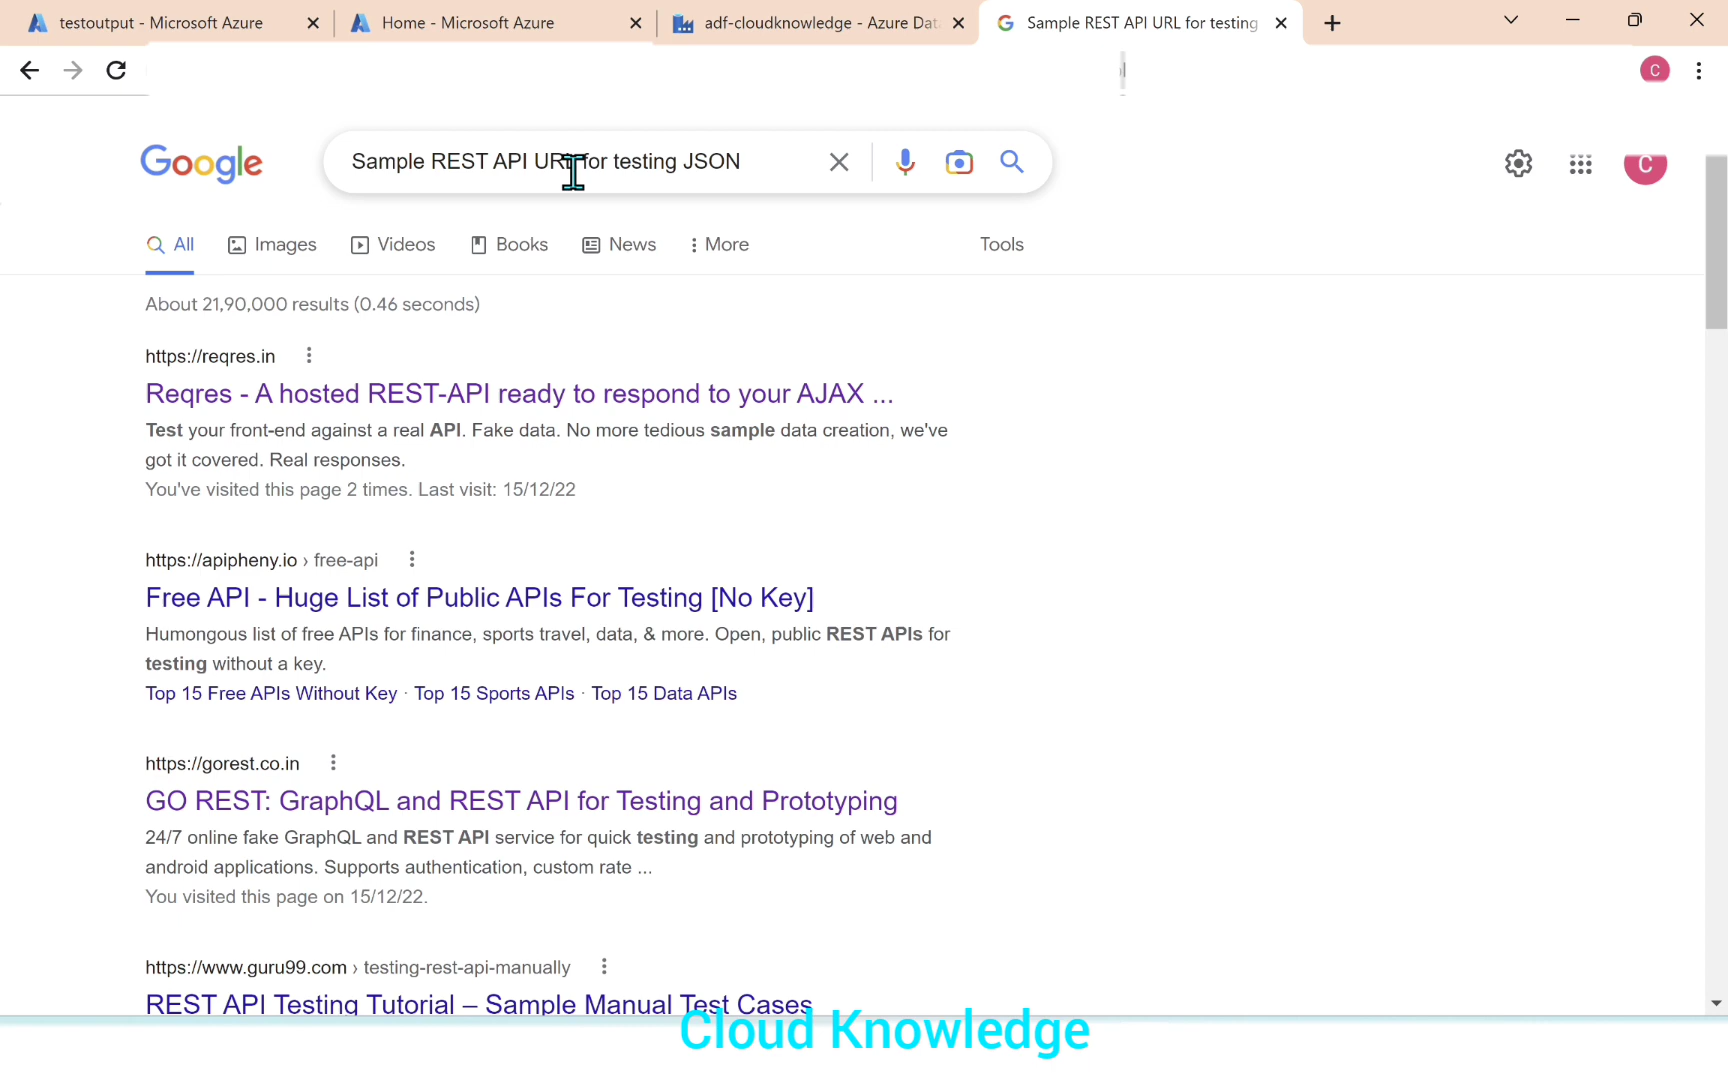 testoutput - Microsoft Azure
Home - Microsoft Azure
adf-cloudknowledge - Azure Dat
Sample REST API URL for testing
C
Google
Sample REST API URL for testing JSON
C
All
Images
Videos
Books
News
More
Tools
About 21,90,000 results (0.46 seconds)
https://reqres.in
Reqres - A hosted REST-API ready to respond to your AJAX ...
Test your front-end against a real API. Fake data. No more tedious sample data creation, we've
got it covered. Real responses.
You've visited this page 2 times. Last visit: 15/12/22
https://apipheny.io › free-api
Free API - Huge List of Public APIs For Testing [No Key]
Humongous list of free APIs for finance, sports travel, data, & more. Open, public REST APIs for
testing without a key.
Top 15 Free APIs Without Key · Top 15 Sports APIs · Top 15 Data APIs
https://gorest.co.in
GO REST: GraphQL and REST API for Testing and Prototyping
24/7 online fake GraphQL and REST API service for quick testing and prototyping of web and
android applications. Supports authentication, custom rate ...
You visited this page on 15/12/22.
https://www.guru99.com › testing-rest-api-manually
REST API Testing Tutorial – Sample Manual Test Cases
Cloud Knowledge